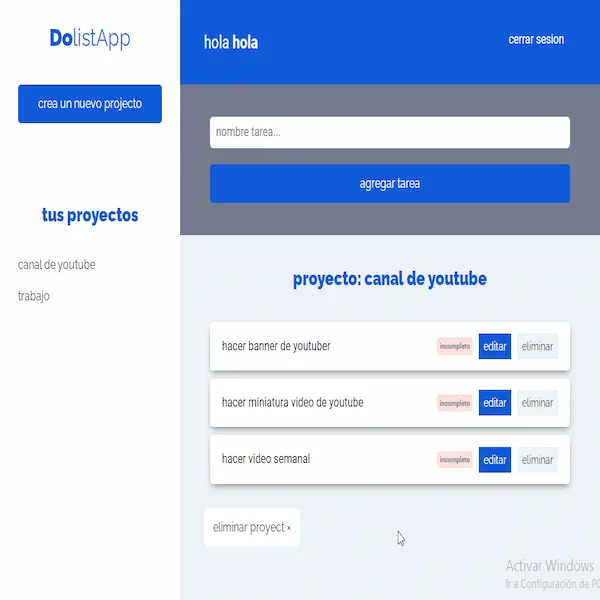 DolistApp
crea un nuevo projecto
tus proyectos
canal de youtube
trabajo
hola hola
cerrar sesion
nombre tarea...
agregar tarea
proyecto: canal de youtube
hacer banner de youtuber
incompleto
editar
eliminar
hacer miniatura video de youtube
incompleto
editar
eliminar
hacer video semanal
incompleto
editar
eliminar
eliminar proyect ×
Activar Windows
Ir a Configuración de PC